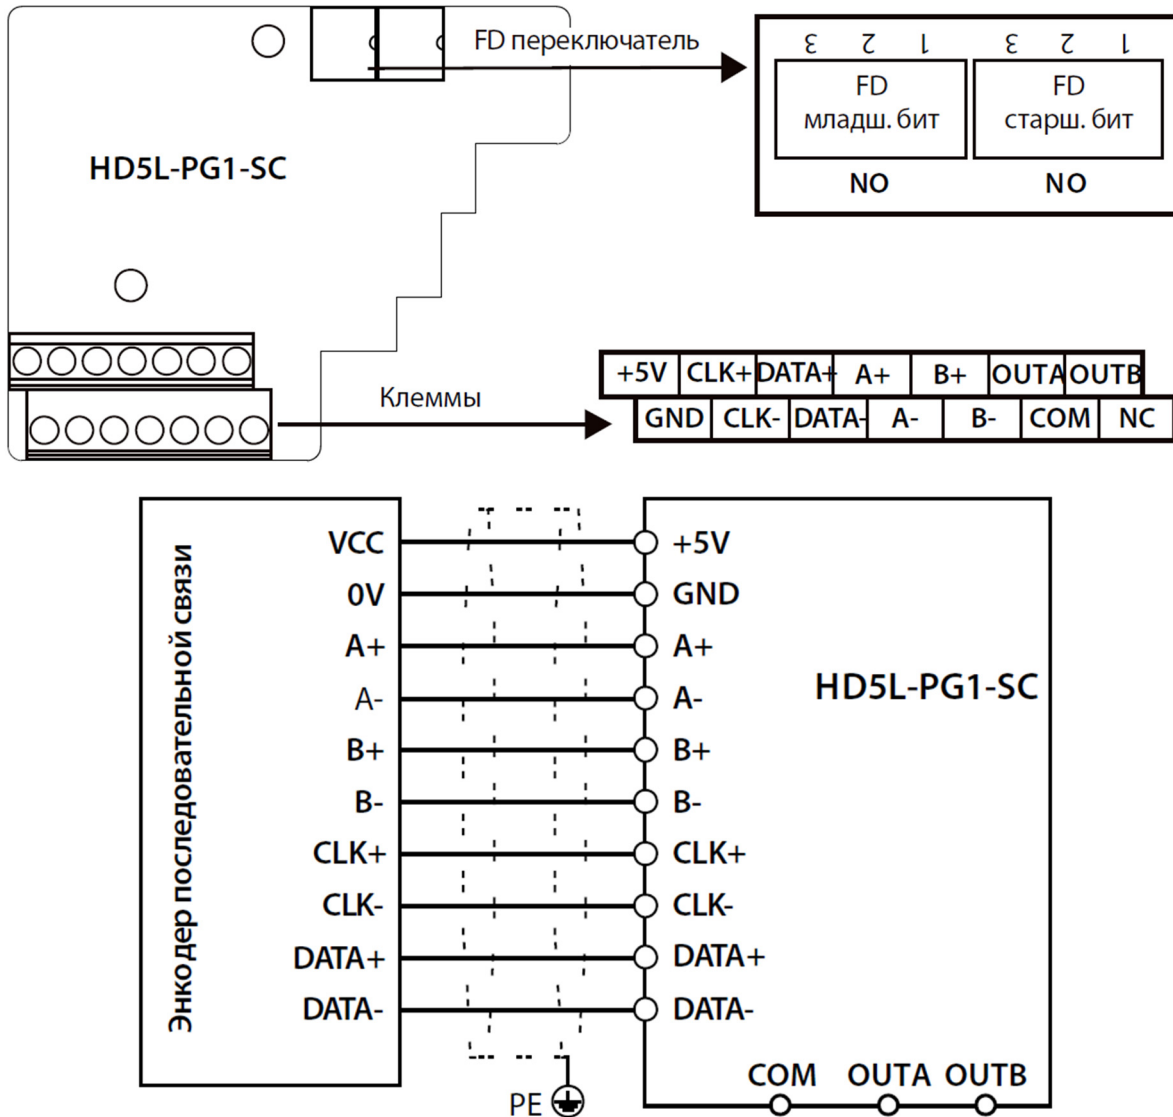 FD переключатель
3 2 1 3 2 1
FD FD
младш. бит старш. бит
NO NO
HD5L-PG1-SC
Клеммы
+5V CLK+ DATA+ A+ B+ OUTA OUTB
GND CLK- DATA- A- B- COM NC
Энкодер последовательной связи
VCC +5V
0V GND
A+ A+
A- A-
HD5L-PG1-SC
B+ B+
B- B-
CLK+ CLK+
CLK- CLK-
DATA+ DATA+
DATA- DATA-
COM OUTA OUTB
PE